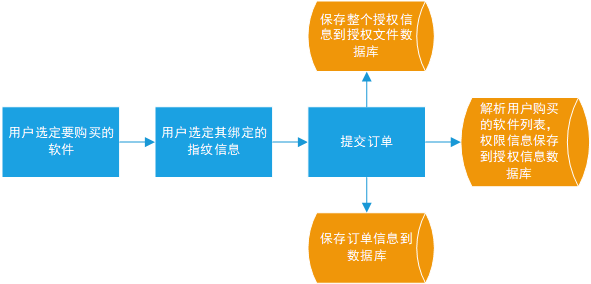 保存整个授权信
息到授权文件数
据库
用户选定要购买的
软件
用户选定其绑定的
指纹信息
提交订单
解析用户购买
的软件列表，
权限信息保存
到授权信息数
据库
保存订单信息到
数据库